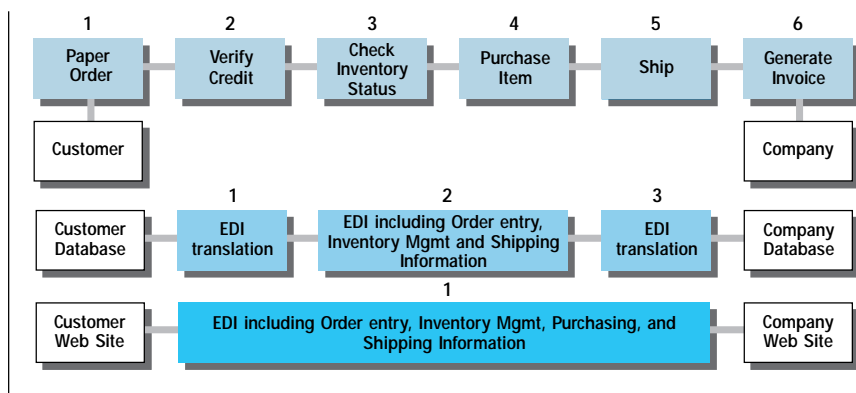 1 2 3 4 5 6
Paper
Order
Verify
Credit
Check
Inventory
Status
Purchase
Item
Ship
Generate
Invoice
Customer
Company
1 2 3
Customer
Database
EDI
translation
EDI including Order entry,
Inventory Mgmt and Shipping
Information
EDI
translation
Company
Database
1
Customer
Web Site
EDI including Order entry, Inventory Mgmt, Purchasing, and
Shipping Information
Company
Web Site